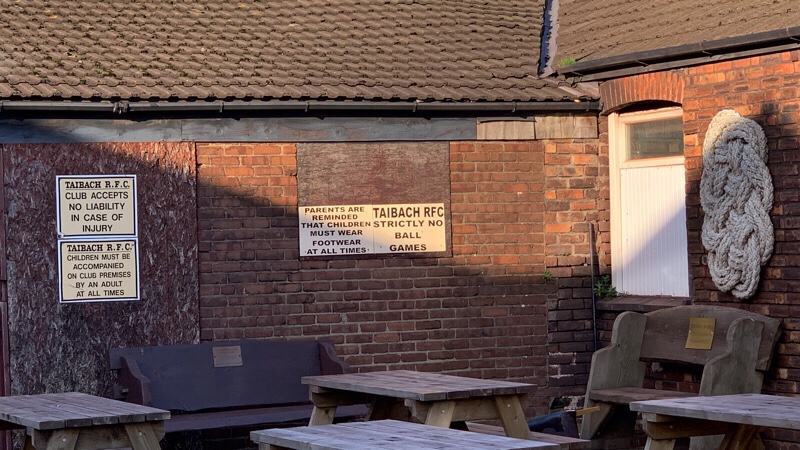 TAIBACH R.F.C.
CLUB ACCEPTS
NO LIABILITY
IN CASE OF
INJURY
TAIBACH R.F.C.
CHILDREN MUST BE
ACCOMPANIED
ON CLUB PREMISES
BY AN ADULT
AT ALL TIMES
PARENTS ARE
REMINDED
THAT CHILDREN
MUST WEAR
FOOTWEAR
AT ALL TIMES
TAIBACH RFC
STRICTLY NO
BALL
GAMES